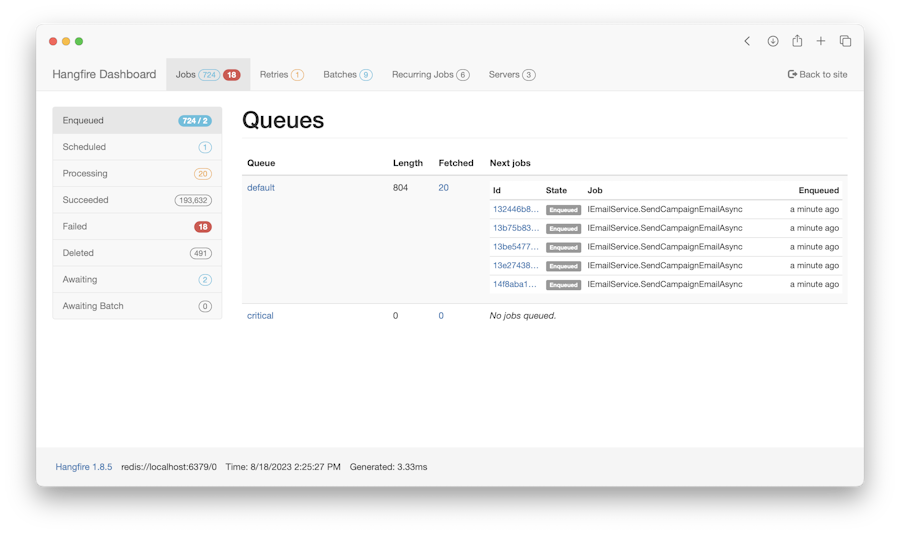 Hangfire Dashboard Jobs 724 18 Retries 1 Batches 9 Recurring Jobs 6 Servers 3 Back to site
Enqueued 724 / 2
Scheduled 1
Processing 20
Succeeded 193,632
Failed 18
Deleted 491
Awaiting 2
Awaiting Batch 0
Queues
Queue Length Fetched Next jobs
default 804 20
Id State Job Enqueued
132446b8... Enqueued IEmailService.SendCampaignEmailAsync a minute ago
13b75b83... Enqueued IEmailService.SendCampaignEmailAsync a minute ago
13be5477... Enqueued IEmailService.SendCampaignEmailAsync a minute ago
13e27438... Enqueued IEmailService.SendCampaignEmailAsync a minute ago
14f8aba1... Enqueued IEmailService.SendCampaignEmailAsync a minute ago
critical 0 0 No jobs queued.
Hangfire 1.8.5 redis://localhost:6379/0 Time: 8/18/2023 2:25:27 PM Generated: 3.33ms